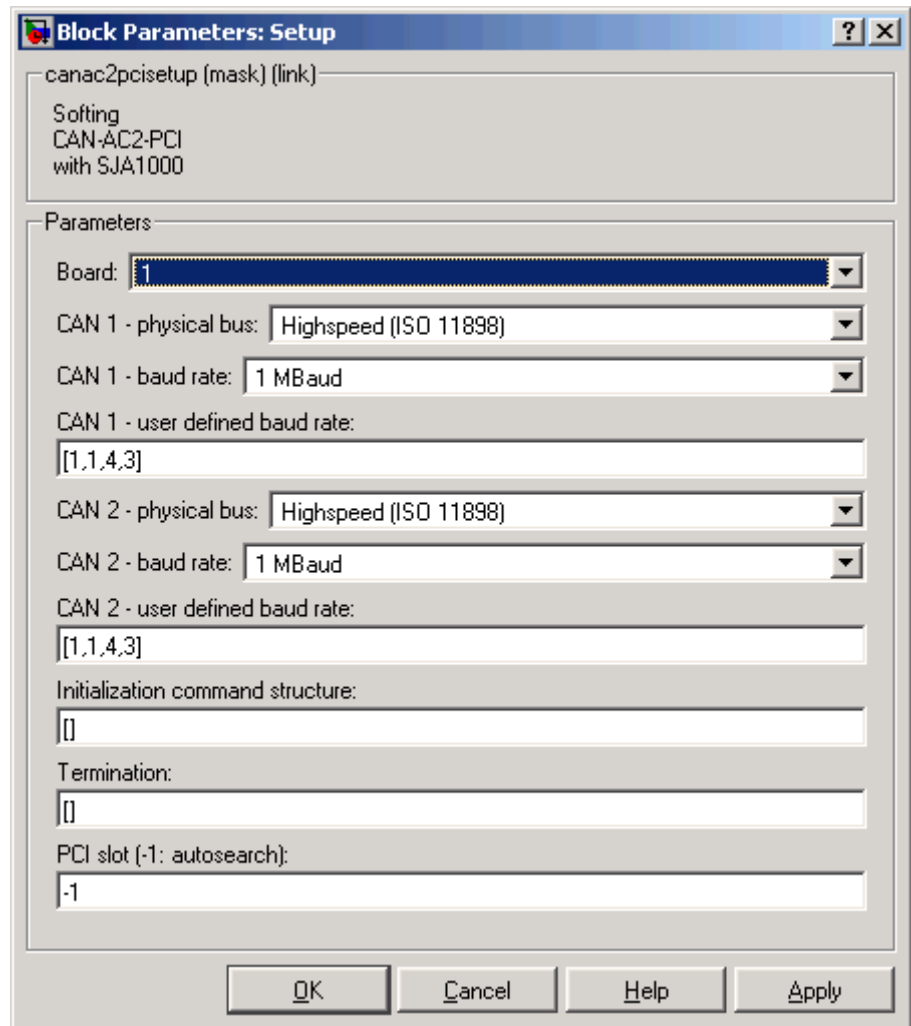 Block Parameters: Setup
canac2pcisetup (mask) (link)
Softing
CAN-AC2-PCI
with SJA1000
Parameters
Board: 1
CAN 1 - physical bus: Highspeed (ISO 11898)
CAN 1 - baud rate: 1 MBaud
CAN 1 - user defined baud rate:
[1,1,4,3]
CAN 2 - physical bus: Highspeed (ISO 11898)
CAN 2 - baud rate: 1 MBaud
CAN 2 - user defined baud rate:
[1,1,4,3]
Initialization command structure:
[]
Termination:
[]
PCI slot (-1: autosearch):
-1
OK Cancel Help Apply